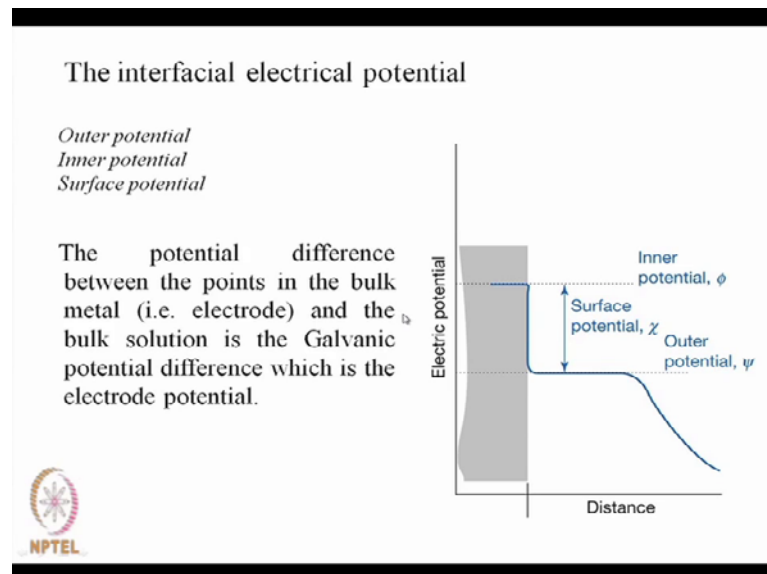 The interfacial electrical potential
Outer potential
Inner potential
Surface potential
The potential difference
between the points in the bulk
metal (i.e. electrode) and the
bulk solution is the Galvanic
potential difference which is the
electrode potential.
Electric potential
Inner
potential, ϕ
Surface
potential, χ
Outer
potential, ψ
Distance
NPTEL